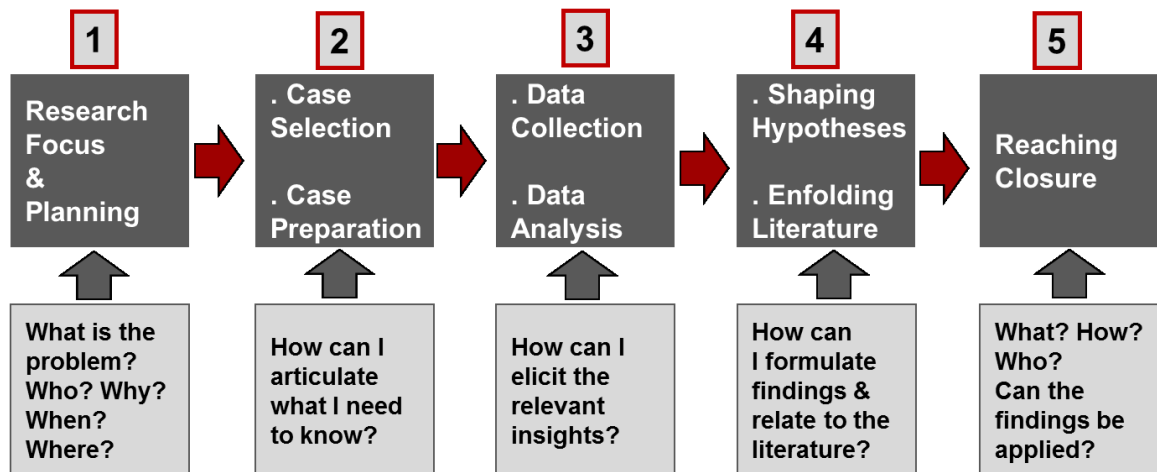 1
2
3
4
5
Research
Focus
&
Planning
. Case
Selection
. Case
Preparation
. Data
Collection
. Data
Analysis
. Shaping
Hypotheses
. Enfolding
Literature
Reaching
Closure
What is the
problem?
Who? Why?
When?
Where?
How can I
articulate
what I need
to know?
How can I
elicit the
relevant
insights?
How can
I formulate
findings &
relate to the
literature?
What? How?
Who?
Can the
findings be
applied?